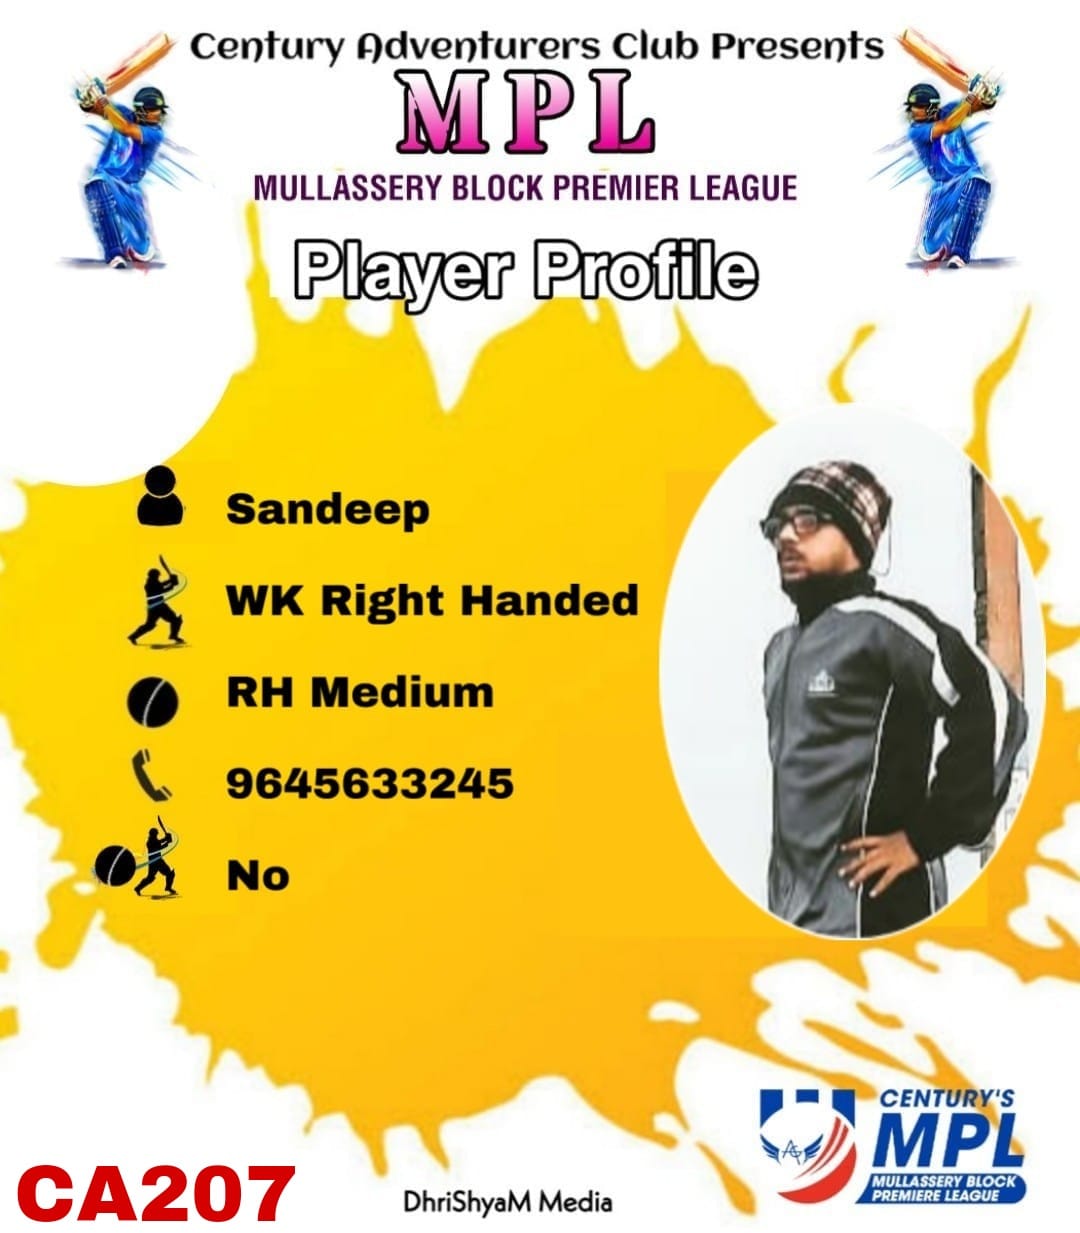 Century Adventurers Club Presents
MPL
MULLASSERY BLOCK PREMIER LEAGUE
Player Profile
Sandeep
WK Right Handed
RH Medium
9645633245
No
CENTURY'S
MPL
MULLASSERY BLOCK
PREMIERE LEAGUE
CA207
DhriShyaM Media